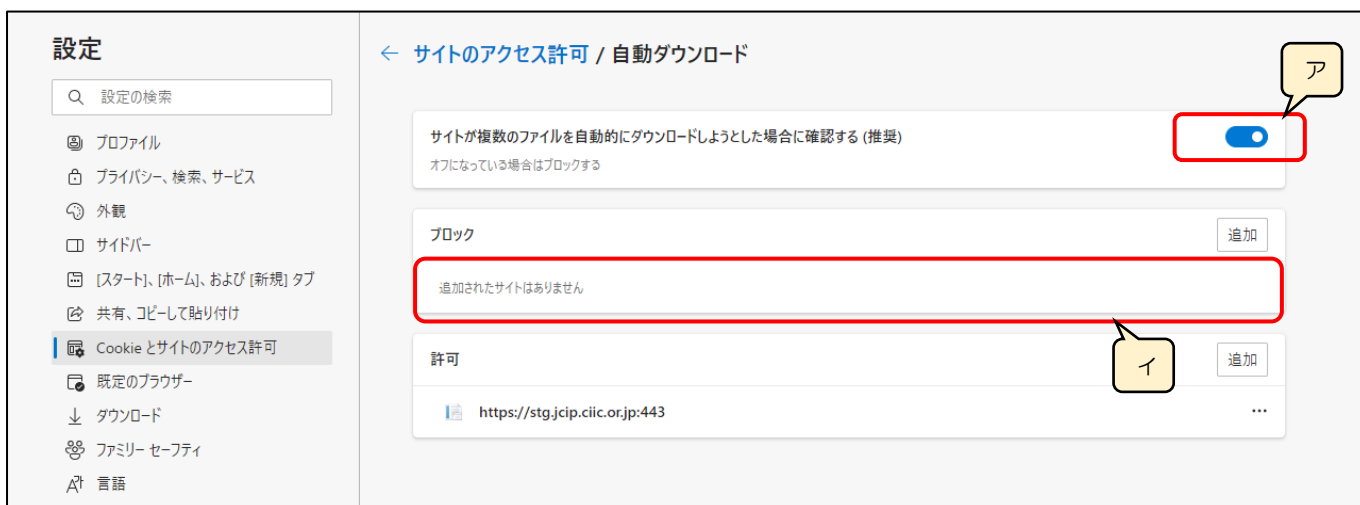 設定
設定の検索
プロファイル
プライバシー、検索、サービス
外観
サイドバー
[スタート]、[ホーム]、および [新規] タブ
共有、コピーして貼り付け
Cookie とサイトのアクセス許可
既定のブラウザー
ダウンロード
ファミリー セーフティ
言語
サイトのアクセス許可 / 自動ダウンロード
ア
サイトが複数のファイルを自動的にダウンロードしようとした場合に確認する (推奨)
オフになっている場合はブロックする
ブロック 追加
追加されたサイトはありません
イ
許可 追加
https://stg.jcip.ciic.or.jp:443